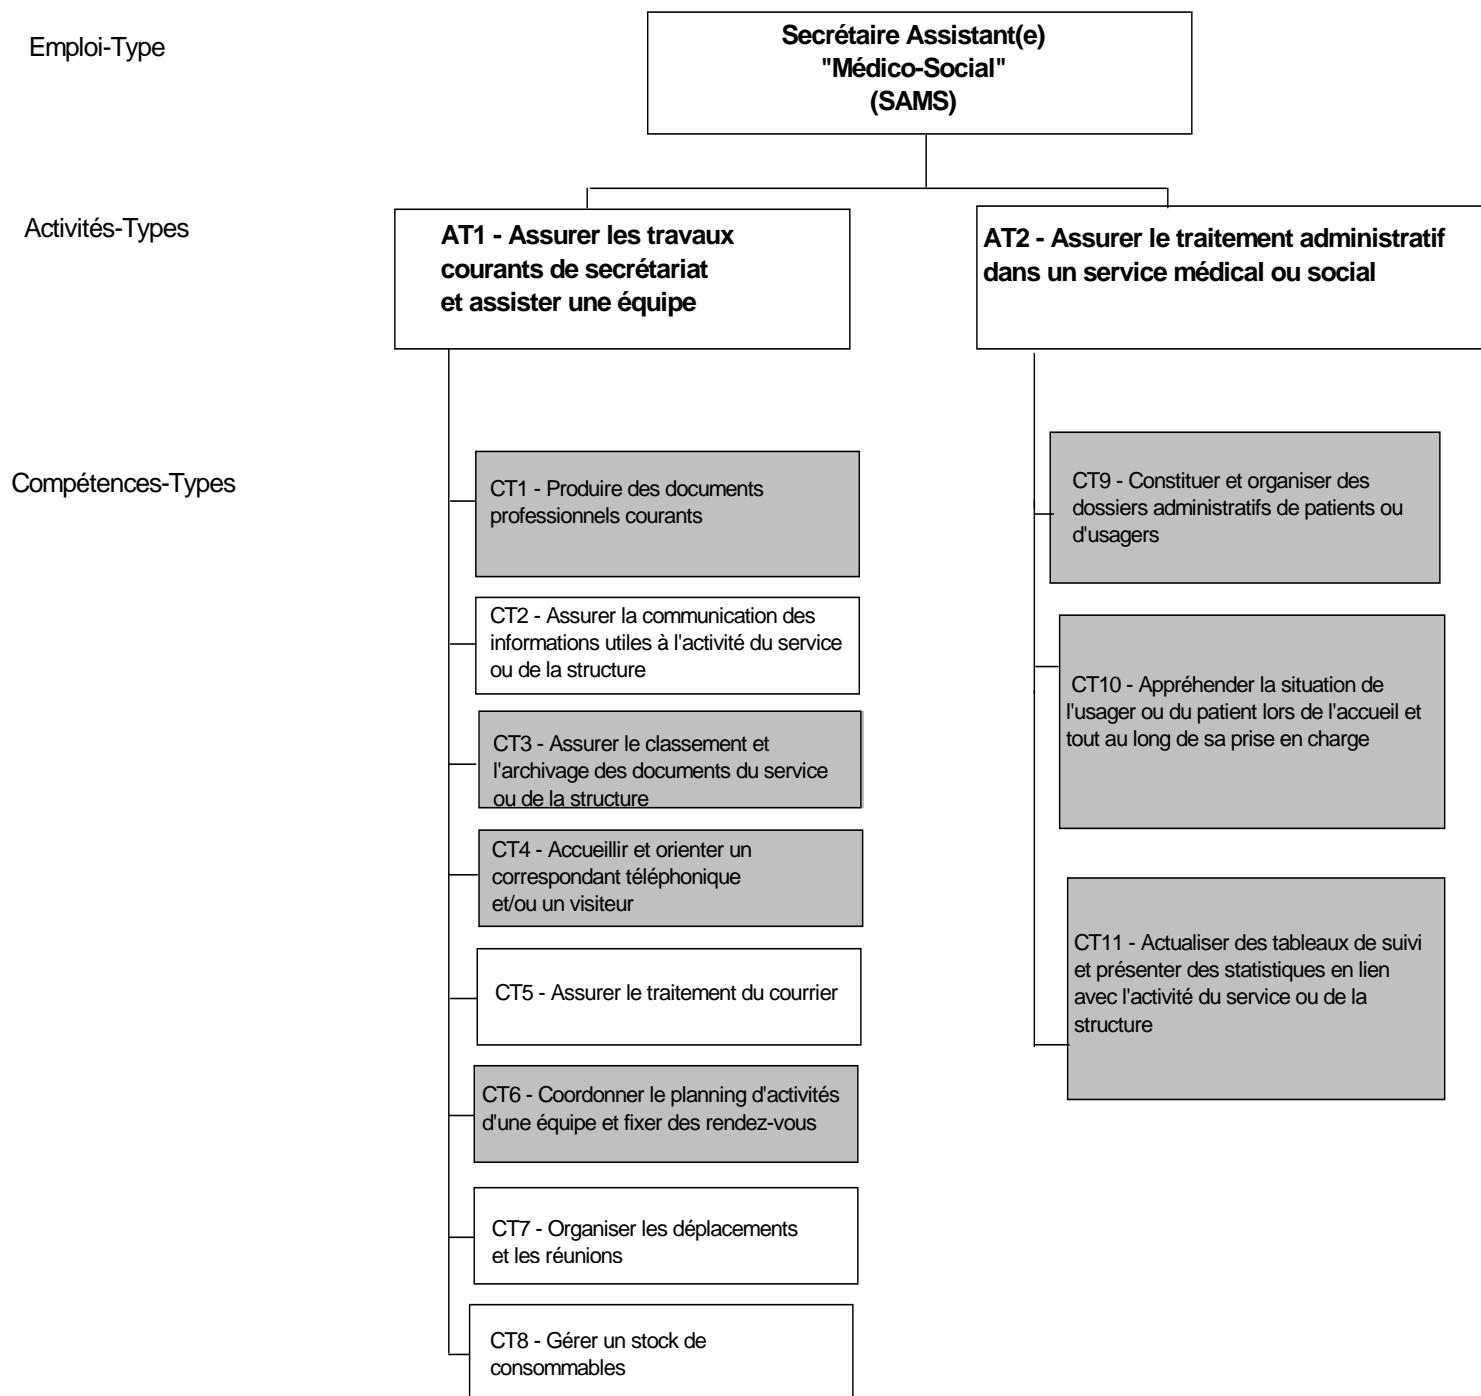 Emploi-Type
Secrétaire Assistant(e)
"Médico-Social"
(SAMS)
Activités-Types
AT1 - Assurer les travaux
courants de secrétariat
et assister une équipe
AT2 - Assurer le traitement administratif
dans un service médical ou social
Compétences-Types
CT1 - Produire des documents
professionnels courants
CT2 - Assurer la communication des
informations utiles à l'activité du service
ou de la structure
CT3 - Assurer le classement et
l'archivage des documents du service
ou de la structure
CT4 - Accueillir et orienter un
correspondant téléphonique
et/ou un visiteur
CT5 - Assurer le traitement du courrier
CT6 - Coordonner le planning d'activités
d'une équipe et fixer des rendez-vous
CT7 - Organiser les déplacements
et les réunions
CT8 - Gérer un stock de
consommables
CT9 - Constituer et organiser des
dossiers administratifs de patients ou
d'usagers
CT10 - Appréhender la situation de
l'usager ou du patient lors de l'accueil et
tout au long de sa prise en charge
CT11 - Actualiser des tableaux de suivi
et présenter des statistiques en lien
avec l'activité du service ou de la
structure